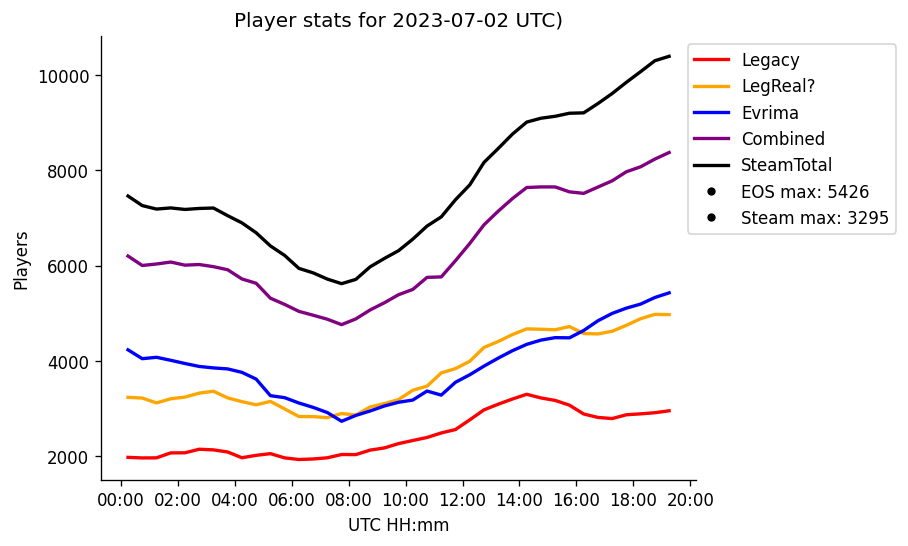 Player stats for 2023-07-02 UTC)
10000
8000
6000
4000
2000
Players
00:00 02:00 04:00 06:00 08:00 10:00 12:00 14:00 16:00 18:00 20:00
UTC HH:mm
Legacy
LegReal?
Evrima
Combined
SteamTotal
EOS max: 5426
Steam max: 3295